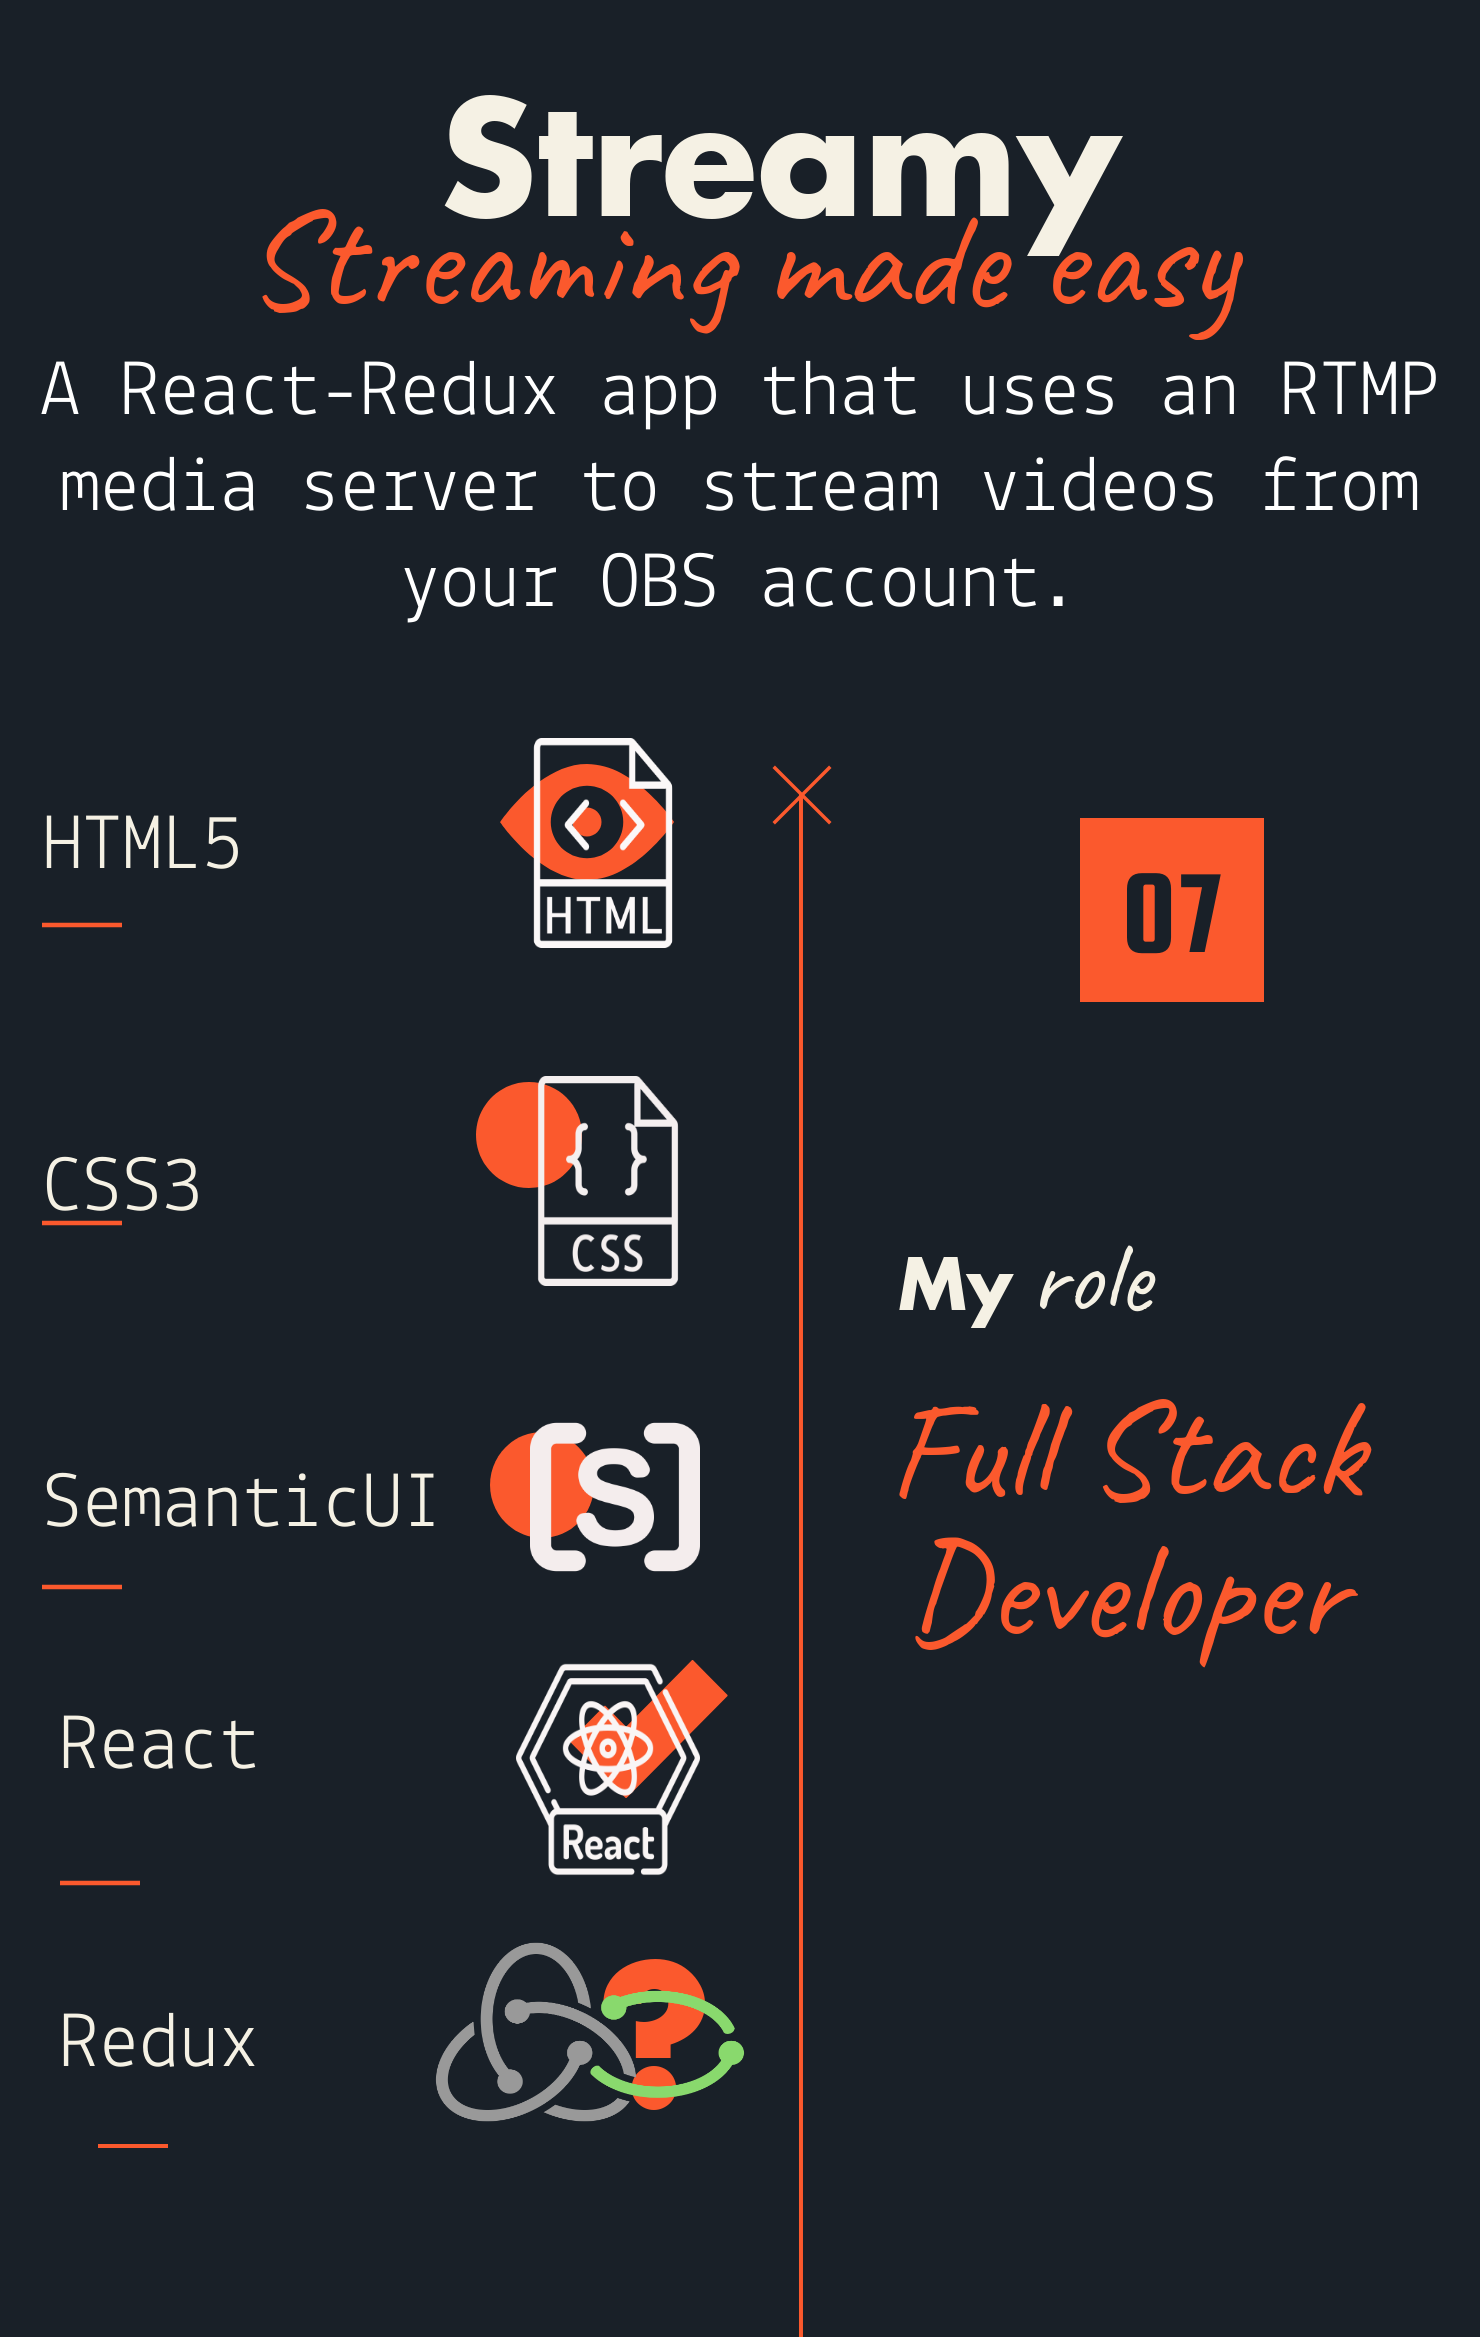 Streamy
Streaming made easy
A React-Redux app that uses an RTMP
media server to stream videos from
your OBS account.
HTML5
HTML
07
CSS3
CSS
My role
Full Stack
Developer
SemanticUI
[S]
React
React
Redux
?